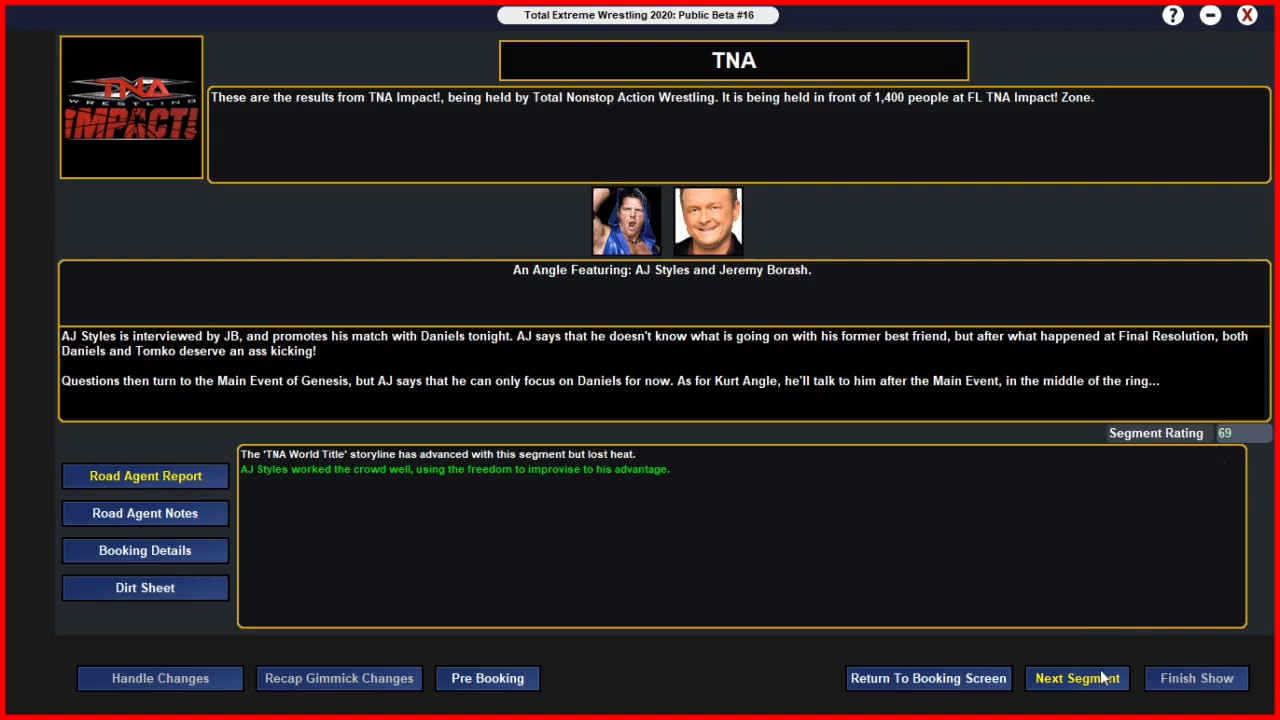 Total Extreme Wrestling 2020: Public Beta #16
? - X
TNA
TNA
WRESTLING
IMPACT!
These are the results from TNA Impact!, being held by Total Nonstop Action Wrestling. It is being held in front of 1,400 people at FL TNA Impact! Zone.
An Angle Featuring: AJ Styles and Jeremy Borash.
AJ Styles is interviewed by JB, and promotes his match with Daniels tonight. AJ says that he doesn't know what is going on with his former best friend, but after what happened at Final Resolution, both
Daniels and Tomko deserve an ass kicking!
Questions then turn to the Main Event of Genesis, but AJ says that he can only focus on Daniels for now. As for Kurt Angle, he'll talk to him after the Main Event, in the middle of the ring...
Segment Rating 69
The 'TNA World Title' storyline has advanced with this segment but lost heat.
AJ Styles worked the crowd well, using the freedom to improvise to his advantage.
Road Agent Report
Road Agent Notes
Booking Details
Dirt Sheet
Handle Changes Recap Gimmick Changes Pre Booking Return To Booking Screen Next Segment Finish Show